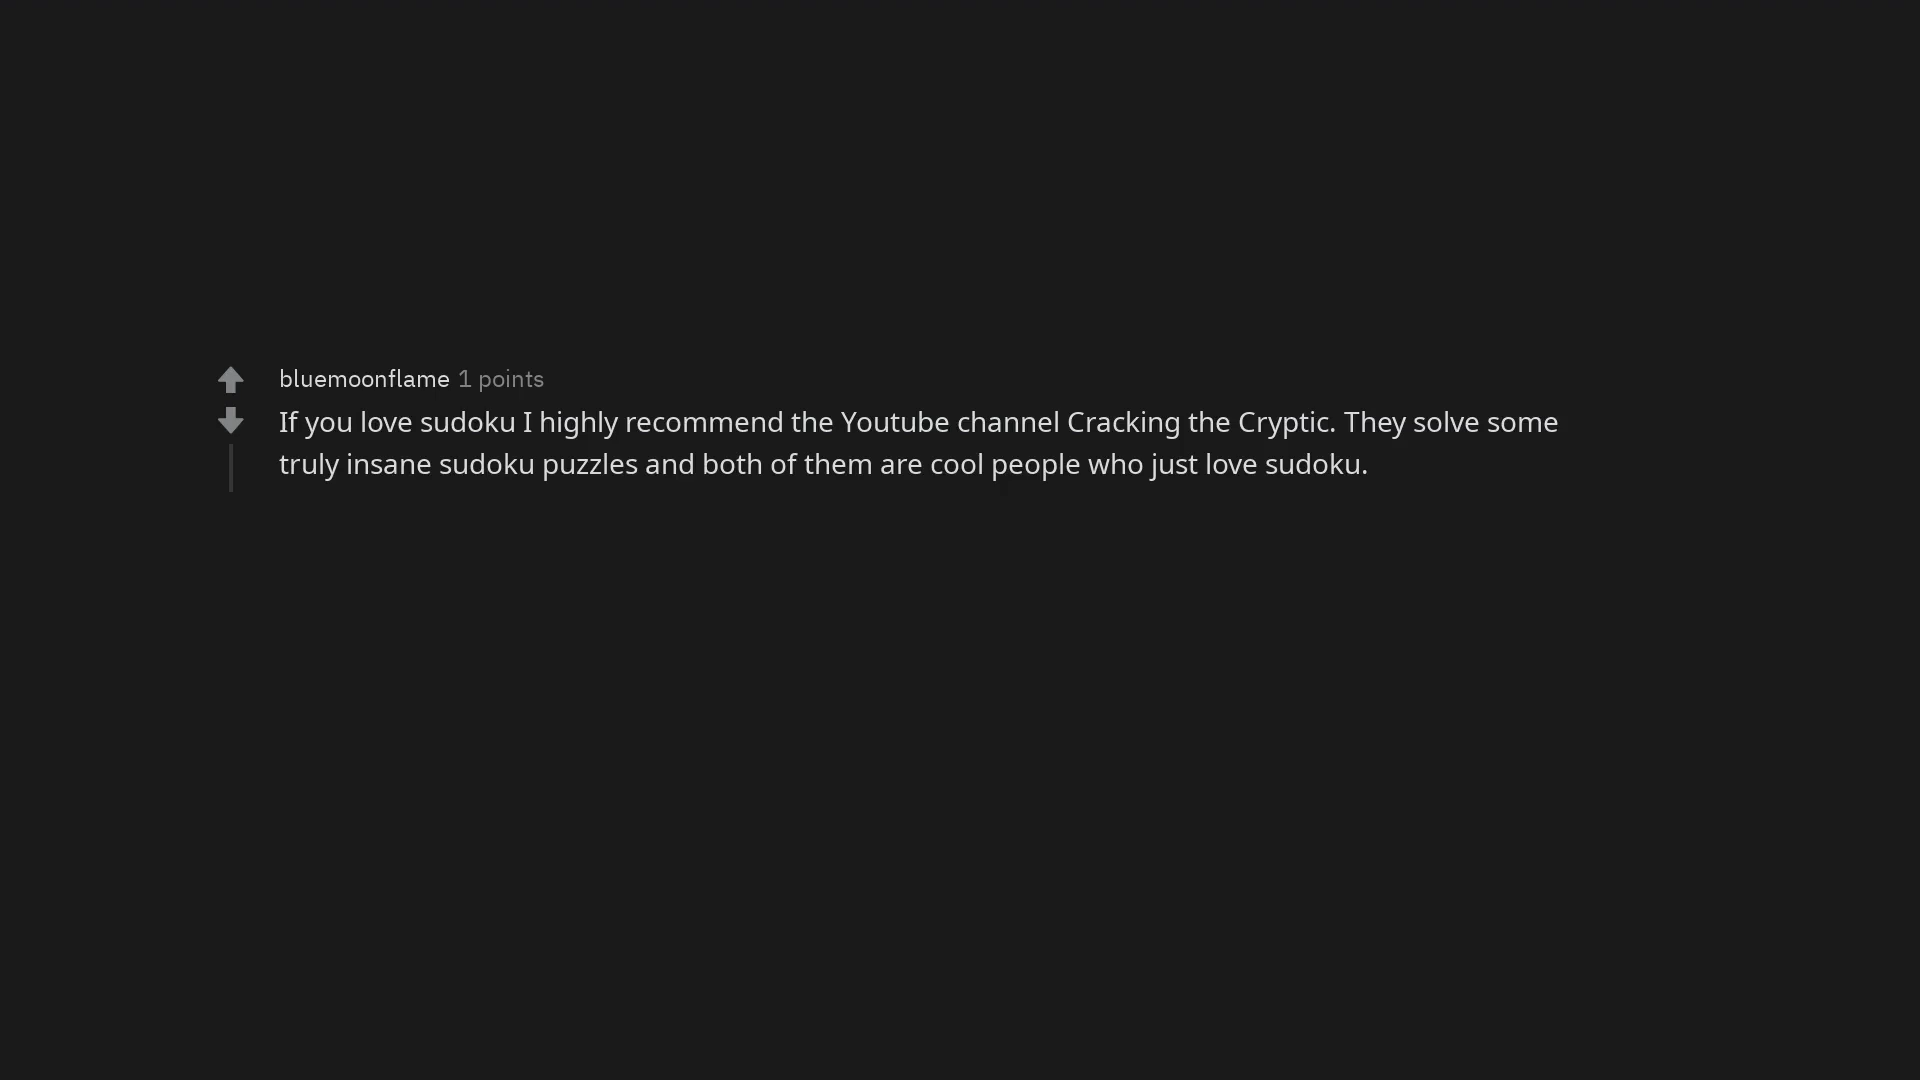 bluemoonflame 1 points
If you love sudoku I highly recommend the Youtube channel Cracking the Cryptic. They solve some
truly insane sudoku puzzles and both of them are cool people who just love sudoku.